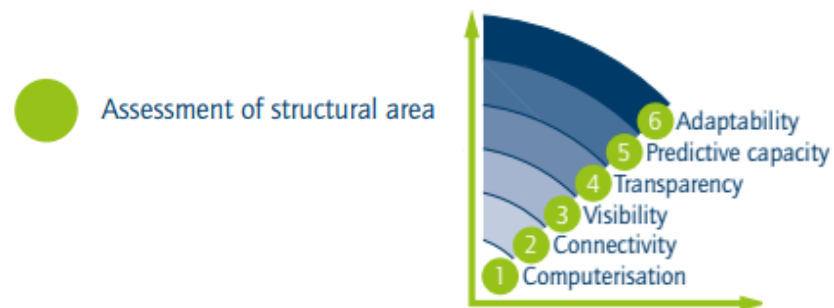 Assessment of structural area
6 Adaptability
5 Predictive capacity
4 Transparency
3 Visibility
2 Connectivity
1 Computerisation